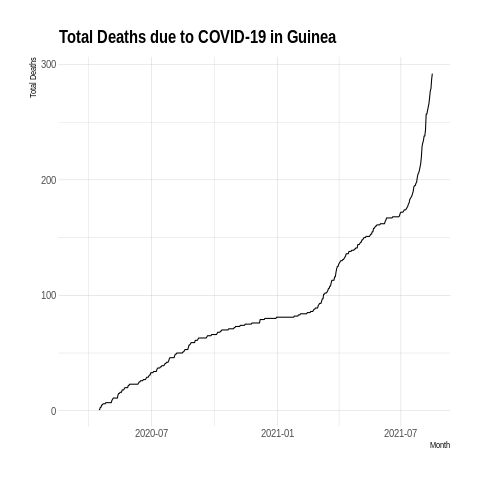 Total Deaths due to COVID-19 in Guinea
Total Deaths
300
200
100
0
2020-07
2021-01
2021-07
Month